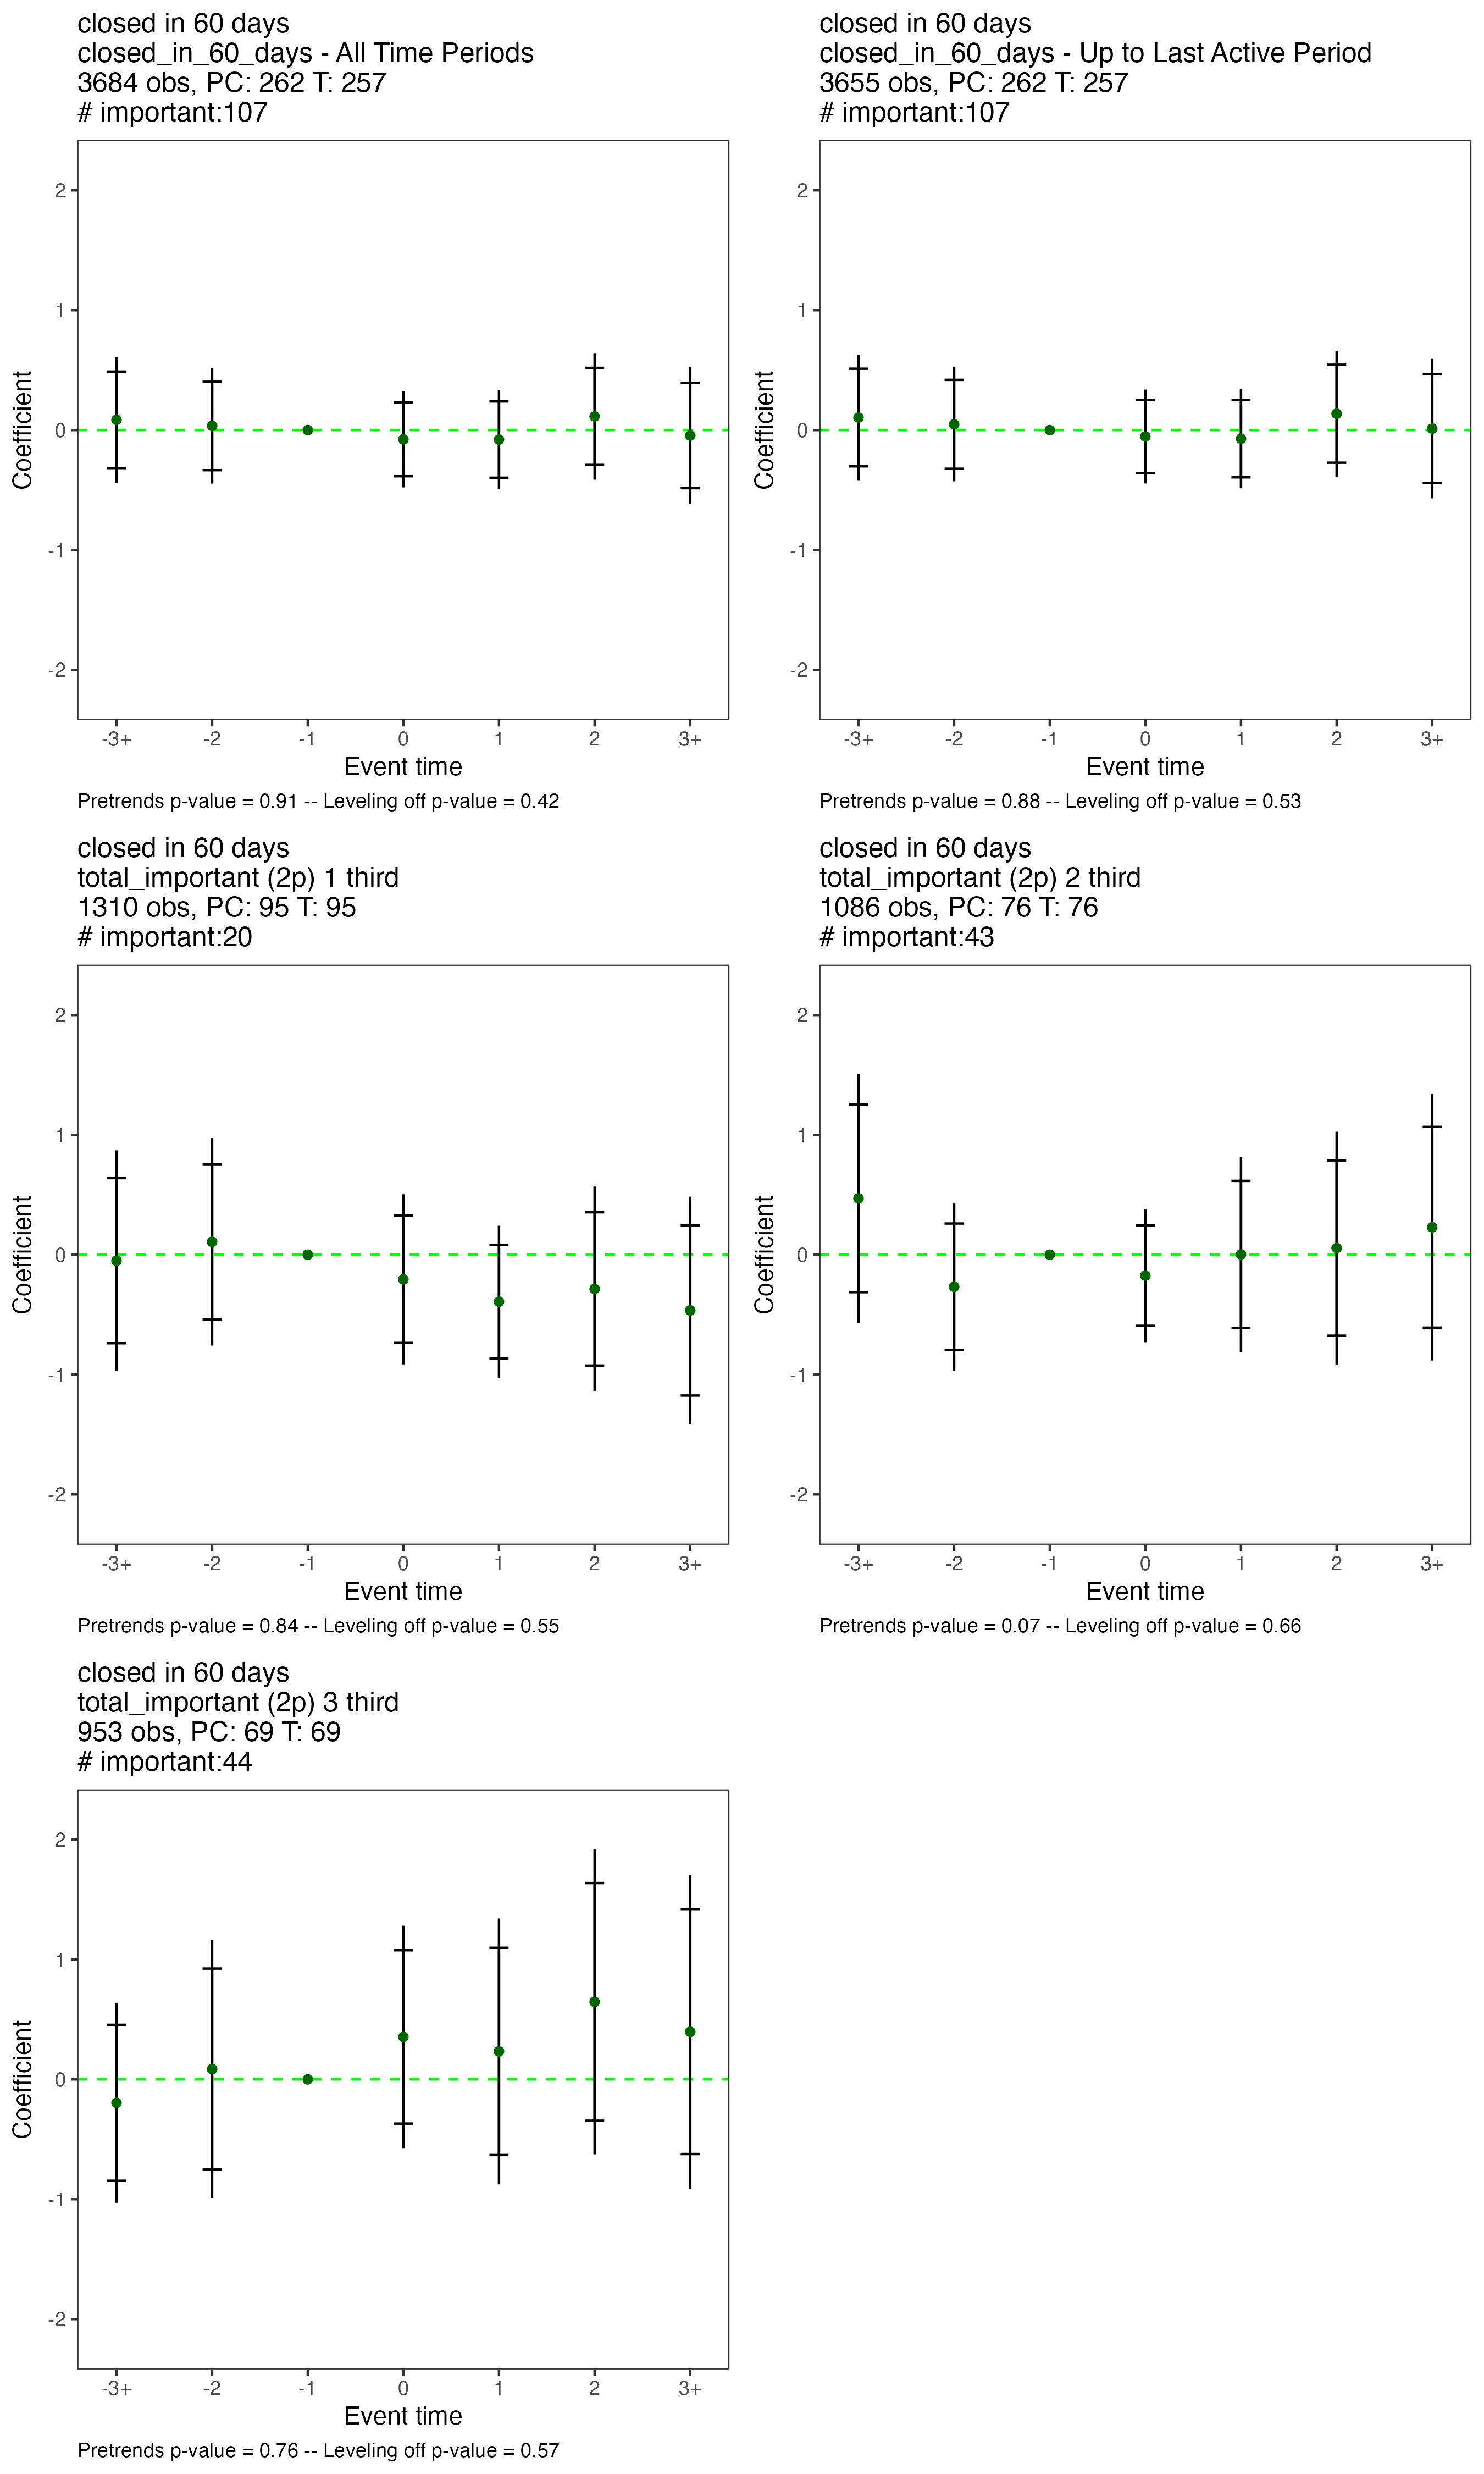 closed in 60 days
closed_in_60_days - All Time Periods
3684 obs, PC: 262 T: 257
# important:107
2
1
0
-1
-2
Coefficient
-3+ -2 -1 0 1 2 3+
Event time
Pretrends p-value = 0.91 -- Leveling off p-value = 0.42
closed in 60 days
closed_in_60_days - Up to Last Active Period
3655 obs, PC: 262 T: 257
# important:107
2
1
0
-1
-2
Coefficient
-3+ -2 -1 0 1 2 3+
Event time
Pretrends p-value = 0.88 -- Leveling off p-value = 0.53
closed in 60 days
total_important (2p) 1 third
1310 obs, PC: 95 T: 95
# important:20
2
1
0
-1
-2
Coefficient
-3+ -2 -1 0 1 2 3+
Event time
Pretrends p-value = 0.84 -- Leveling off p-value = 0.55
closed in 60 days
total_important (2p) 2 third
1086 obs, PC: 76 T: 76
# important:43
2
1
0
-1
-2
Coefficient
-3+ -2 -1 0 1 2 3+
Event time
Pretrends p-value = 0.07 -- Leveling off p-value = 0.66
closed in 60 days
total_important (2p) 3 third
953 obs, PC: 69 T: 69
# important:44
2
1
0
-1
-2
Coefficient
-3+ -2 -1 0 1 2 3+
Event time
Pretrends p-value = 0.76 -- Leveling off p-value = 0.57